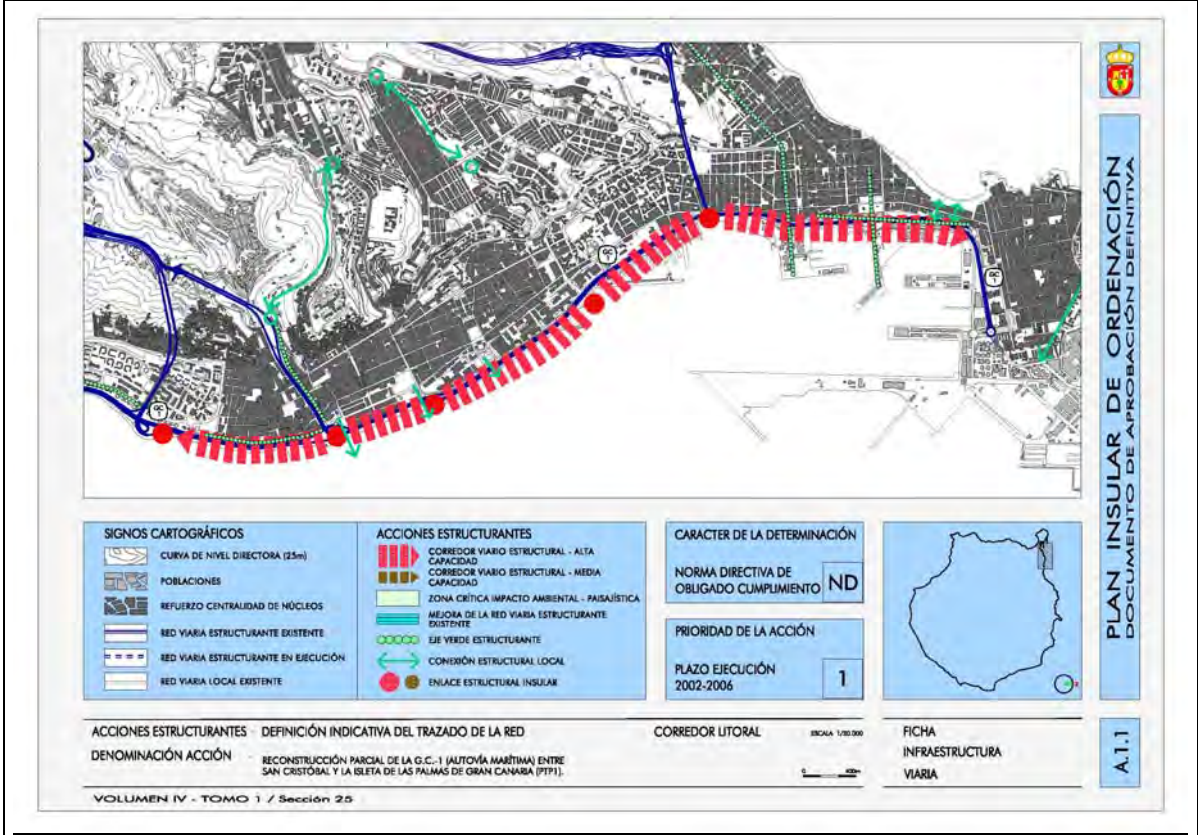 GC
1
GC
1
GC
1
PLAN INSULAR DE ORDENACIÓN
DOCUMENTO DE APROBACIÓN DEFINITIVA
SIGNOS CARTOGRÁFICOS
CURVA DE NIVEL DIRECTORA (25m)
POBLACIONES
REFUERZO CENTRALIDAD DE NÚCLEOS
RED VIARIA ESTRUCTURANTE EXISTENTE
RED VIARIA ESTRUCTURANTE EN EJECUCIÓN
RED VIARIA LOCAL EXISTENTE
ACCIONES ESTRUCTURANTES
CORREDOR VIARIO ESTRUCTURAL - ALTA
CAPACIDAD
CORREDOR VIARIO ESTRUCTURAL - MEDIA
CAPACIDAD
ZONA CRÍTICA IMPACTO AMBIENTAL - PAISAJÍSTICA
MEJORA DE LA RED VIARIA ESTRUCTURANTE
EXISTENTE
EJE VERDE ESTRUCTURANTE
CONEXIÓN ESTRUCTURAL LOCAL
ENLACE ESTRUCTURAL INSULAR
CARACTER DE LA DETERMINACIÓN
NORMA DIRECTIVA DE
OBLIGADO CUMPLIMIENTO ND
PRIORIDAD DE LA ACCIÓN
PLAZO EJECUCIÓN
2002-2006 1
ACCIONES ESTRUCTURANTES DEFINICIÓN INDICATIVA DEL TRAZADO DE LA RED CORREDOR LITORAL ESCALA
DENOMINACIÓN ACCIÓN RECONSTRUCCIÓN PARCIAL DE LA G.C.-1 (AUTOVÍA MARÍTIMA) ENTRE
SAN CRISTÓBAL Y LA ISLETA DE LAS PALMAS DE GRAN CANARIA (PTP1).
0 400m
FICHA
INFRAESTRUCTURA
VIARIA
A.1.1
VOLUMEN IV - TOMO 1 / Sección 25